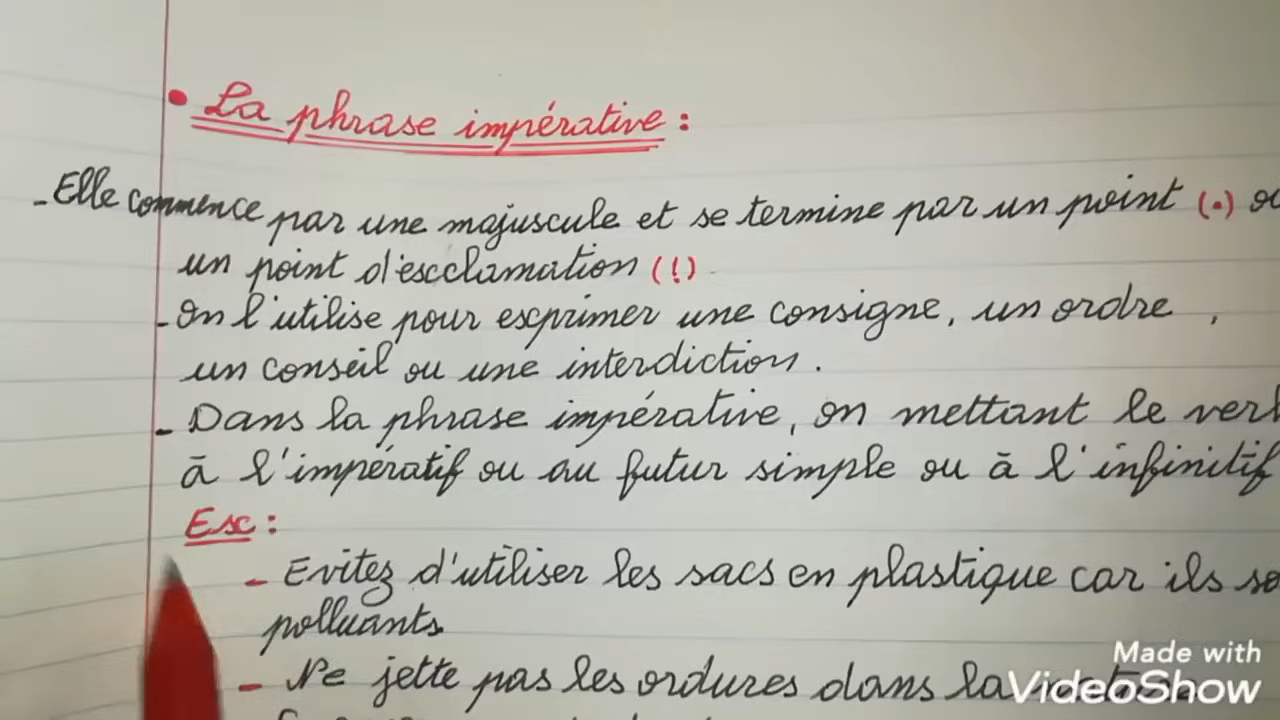 • La phrase impérative :
- Elle commence par une majuscule et se termine par un point (.)
un point d'exclamation (!)
- On l'utilise pour exprimer une consigne, un ordre,
un conseil ou une interdiction.
- Dans la phrase impérative, on mettant le
à l'impératif ou au futur simple ou à l'infinitif
Ex :
- Evitez d'utiliser les sacs en plastique car ils
polluants
- Ne jette pas les ordures dans la
Made with
VideoShow